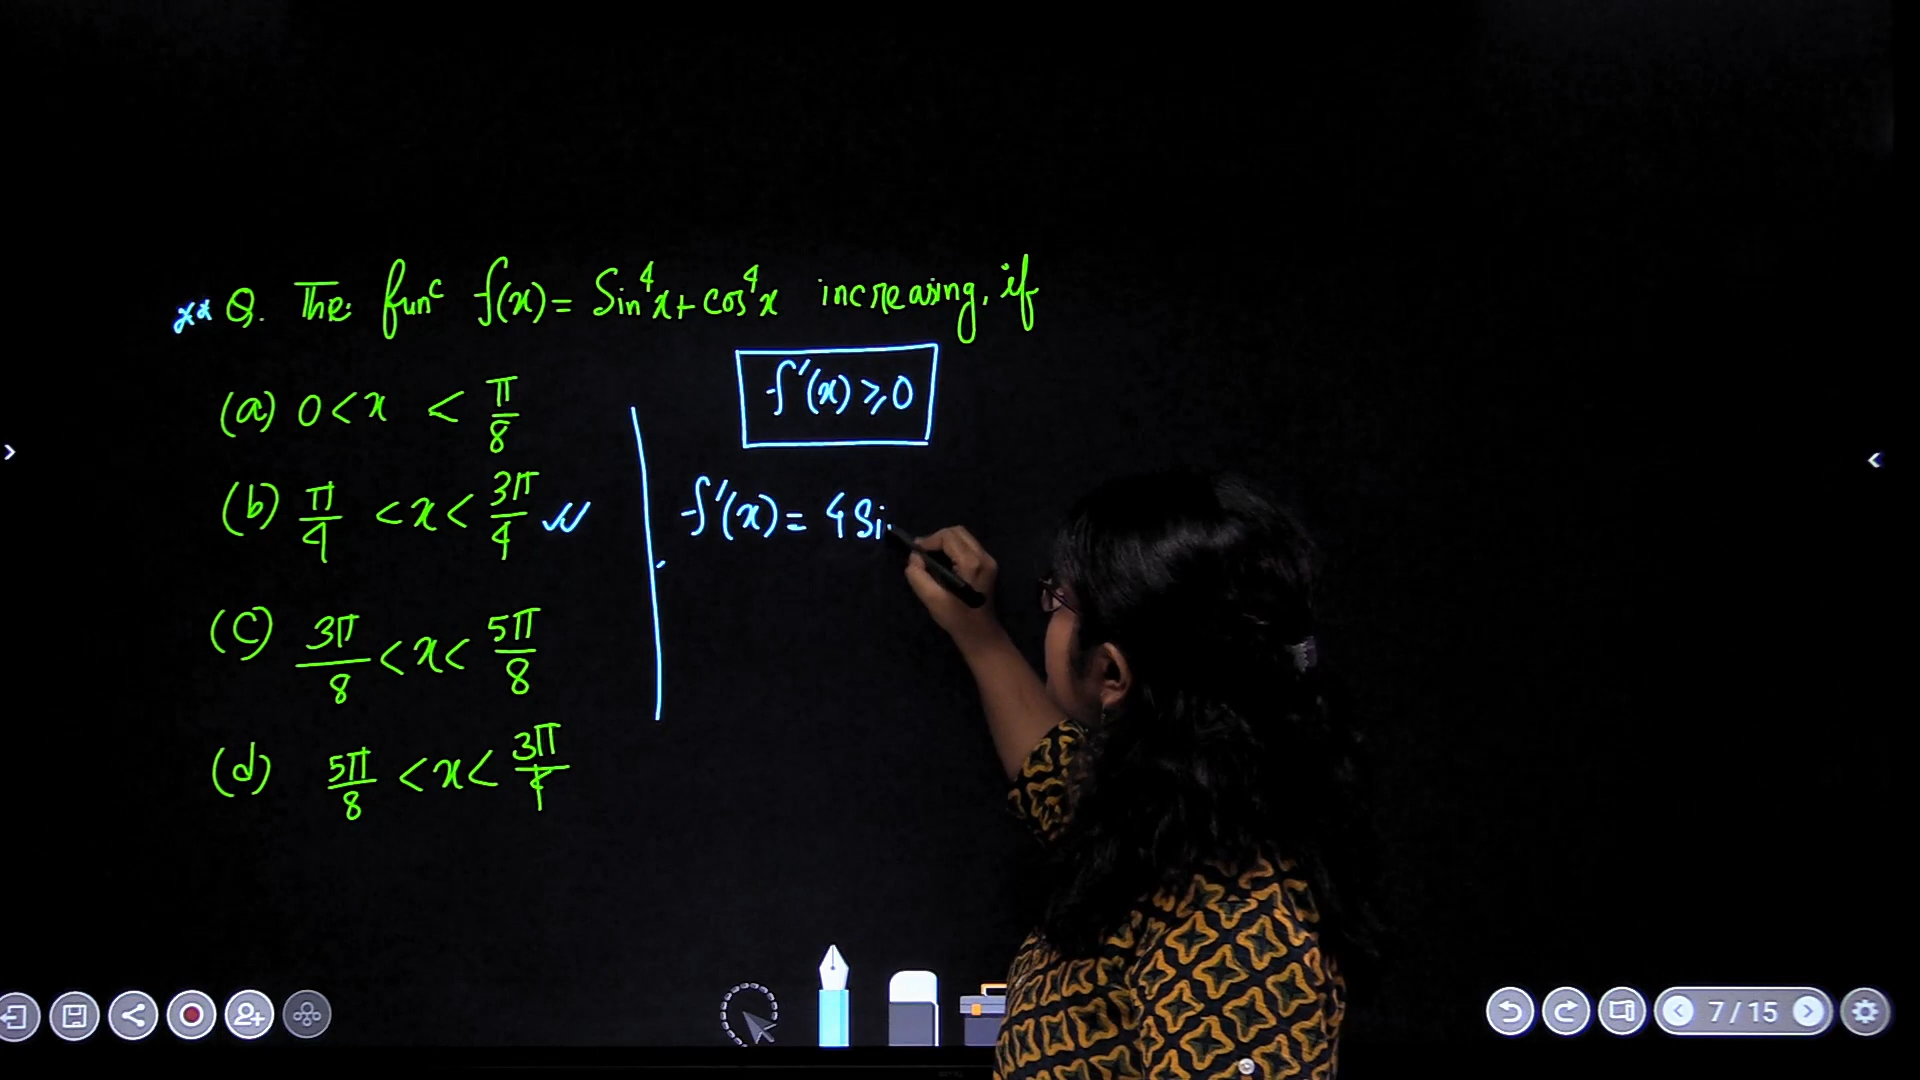 ** Q. The func f(x) = Sin⁴x + cos⁴x increasing, if
f'(x) ⩾ 0
(a) 0 < x < π/8
(b) π/4 < x < 3π/4
f'(x) = 4 Si
(c) 3π/8 < x < 5π/8
(d) 5π/8 < x < 3π/4
7/15